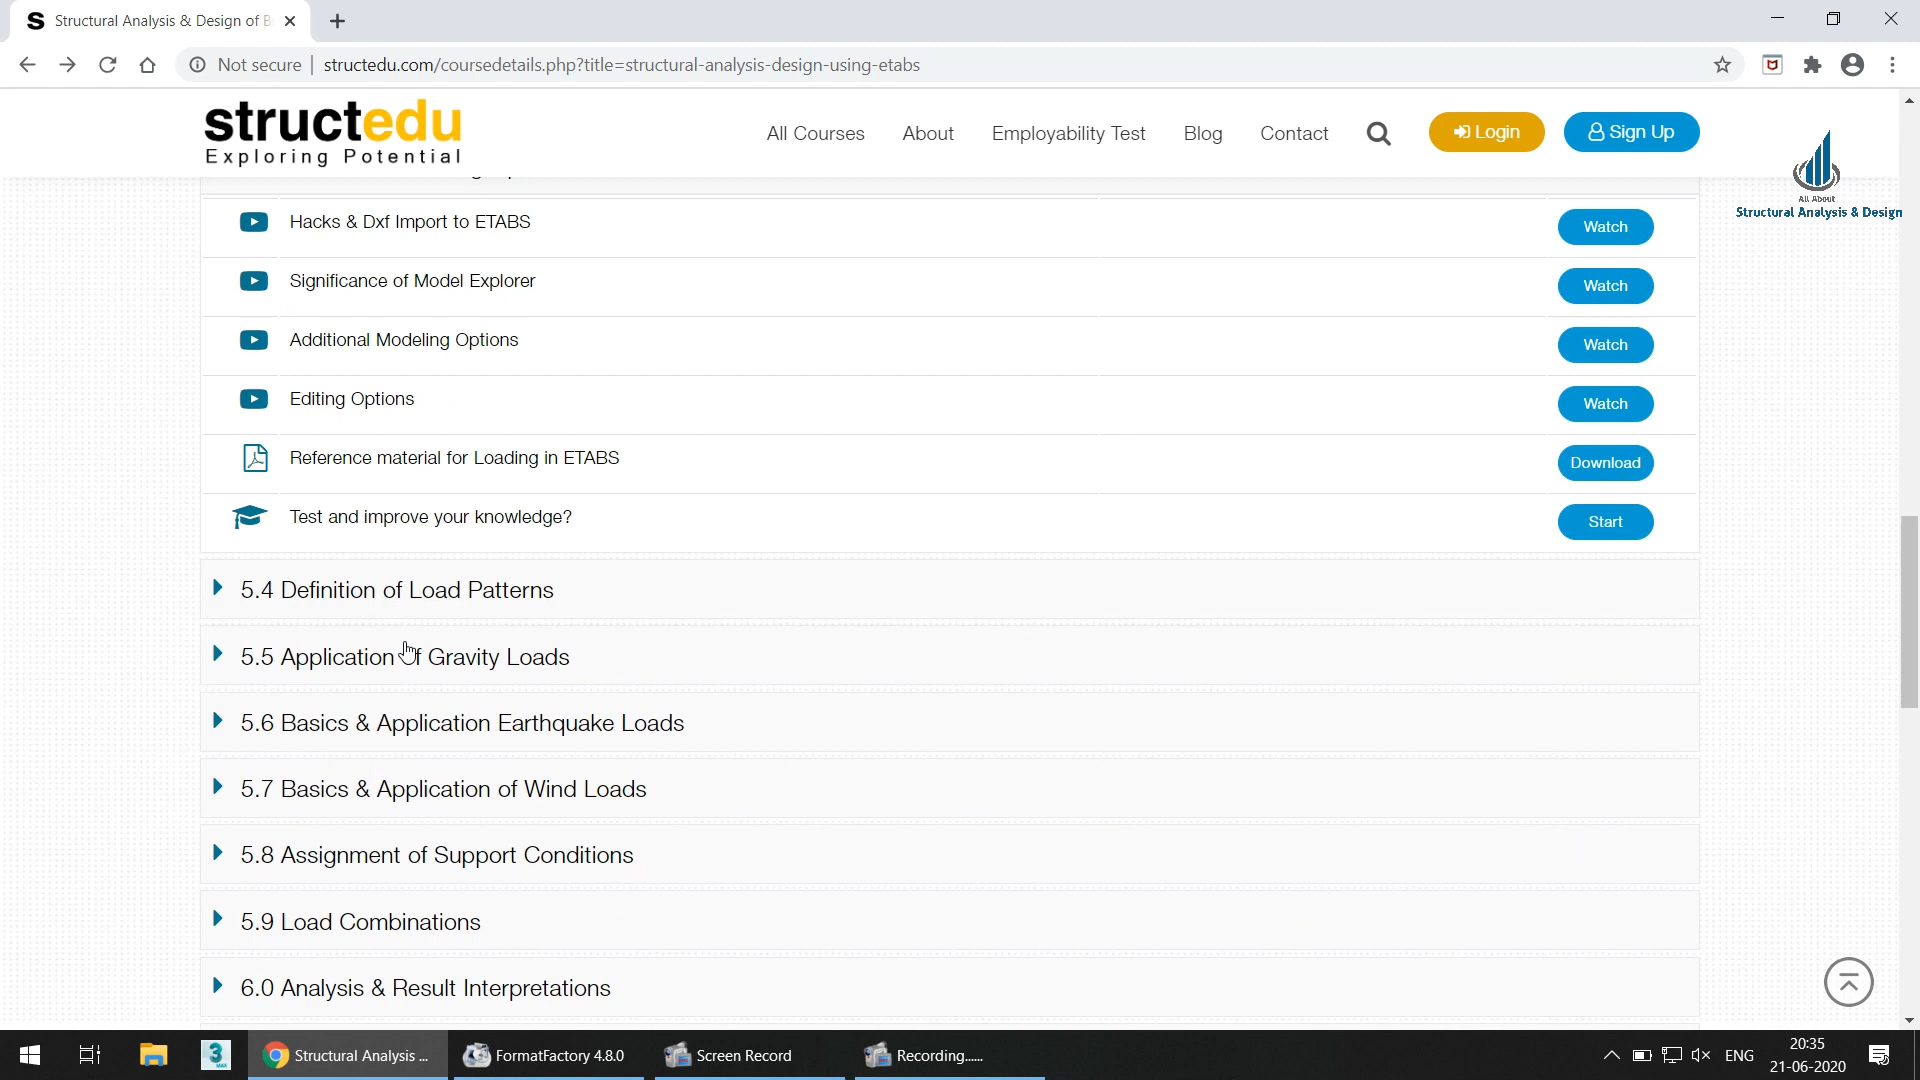 Structural Analysis & Design of B
Not secure | structedu.com/coursedetails.php?title=structural-analysis-design-using-etabs
structedu
Exploring Potential
All Courses
About
Employability Test
Blog
Contact
Login
Sign Up
All About
Structural Analysis & Design
Hacks & Dxf Import to ETABS
Watch
Significance of Model Explorer
Watch
Additional Modeling Options
Watch
Editing Options
Watch
Reference material for Loading in ETABS
Download
Test and improve your knowledge?
Start
5.4 Definition of Load Patterns
5.5 Application of Gravity Loads
5.6 Basics & Application Earthquake Loads
5.7 Basics & Application of Wind Loads
5.8 Assignment of Support Conditions
5.9 Load Combinations
6.0 Analysis & Result Interpretations
Structural Analysis ...
FormatFactory 4.8.0
Screen Record
Recording......
ENG
20:35
21-06-2020